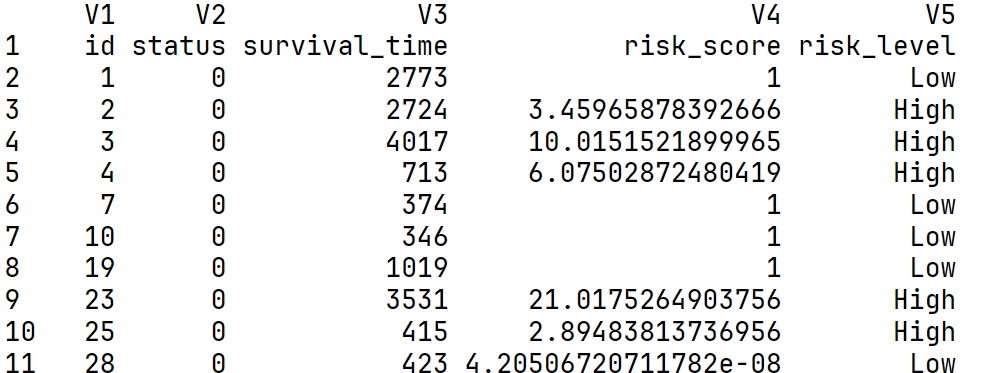 V1 V2 V3 V4 V5
1 id status survival_time risk_score risk_level
2 1 0 2773 1 Low
3 2 0 2724 3.45965878392666 High
4 3 0 4017 10.0151521899965 High
5 4 0 713 6.07502872480419 High
6 7 0 374 1 Low
7 10 0 346 1 Low
8 19 0 1019 1 Low
9 23 0 3531 21.0175264903756 High
10 25 0 415 2.89483813736956 High
11 28 0 423 4.20506720711782e-08 Low